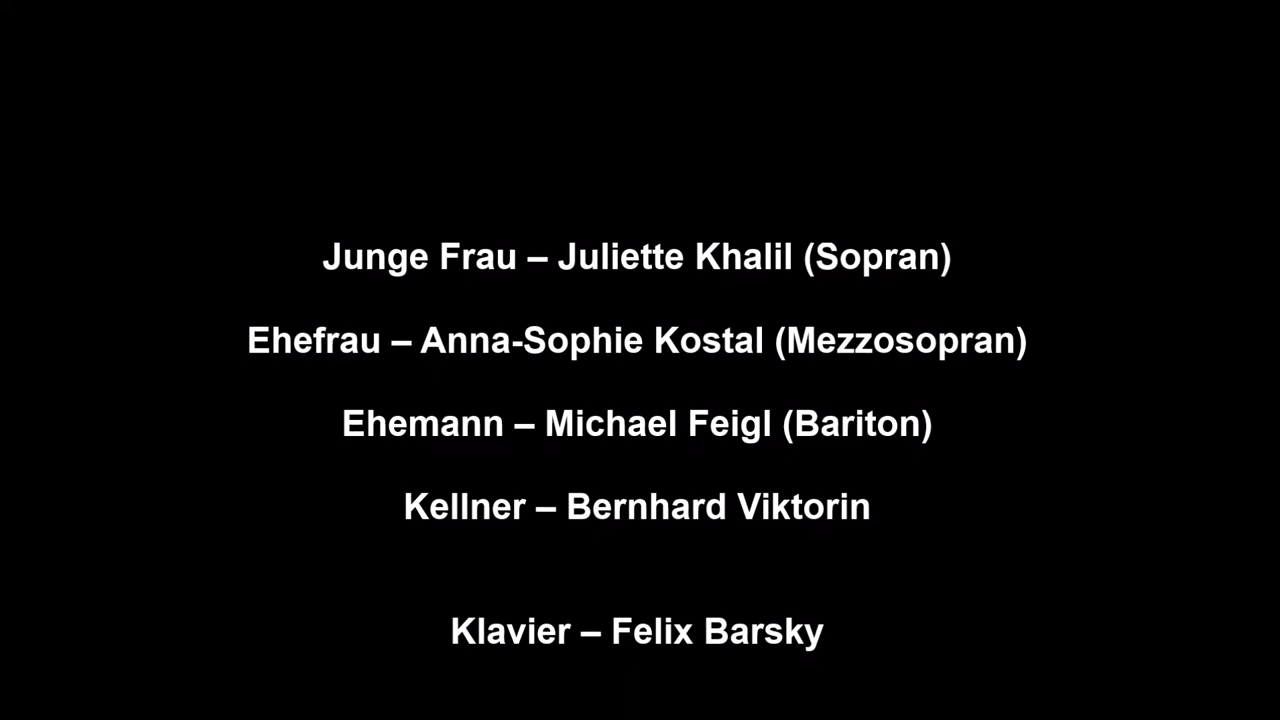 Junge Frau – Juliette Khalil (Sopran)
Ehefrau – Anna-Sophie Kostal (Mezzosopran)
Ehemann – Michael Feigl (Bariton)
Kellner – Bernhard Viktorin
Klavier – Felix Barsky